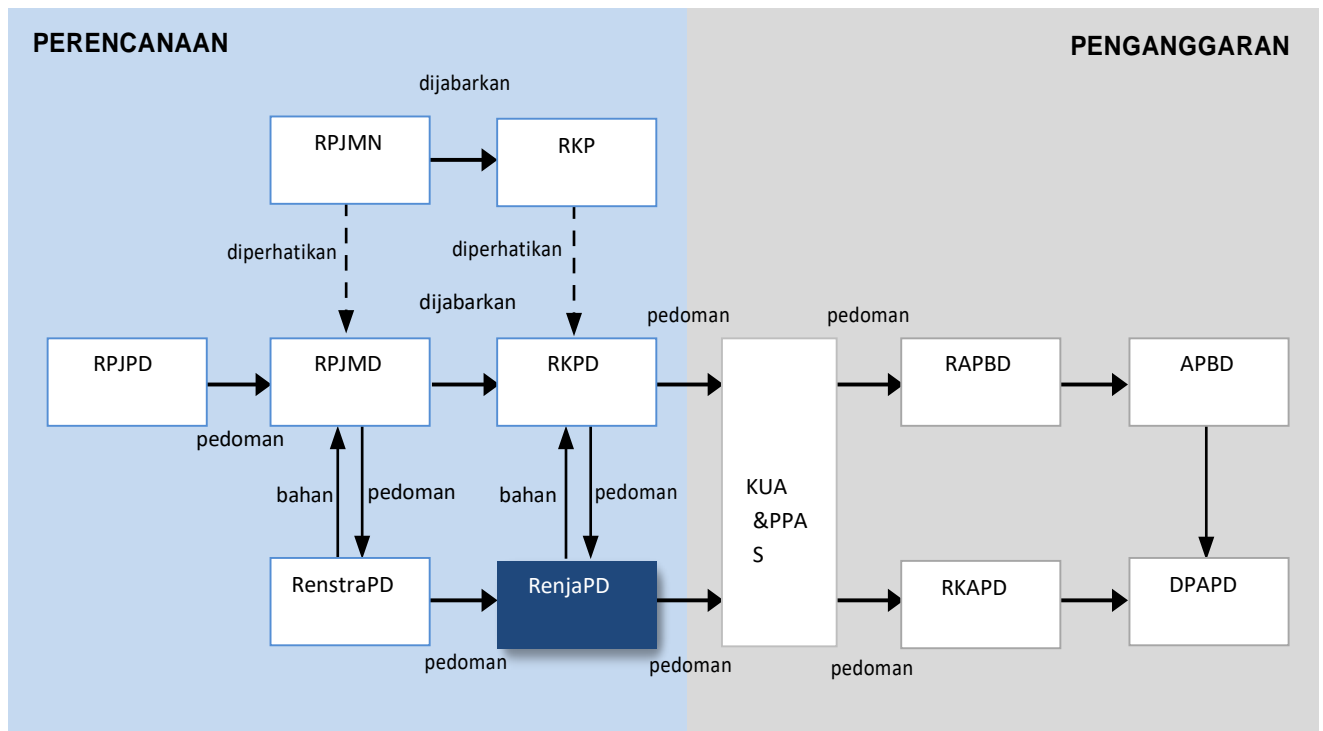 PERENCANAAN
PENGANGGARAN
dijabarkan
RPJMN
RKP
diperhatikan
diperhatikan
dijabarkan
pedoman
pedoman
RPJPD
RPJMD
RKPD
RAPBD
APBD
pedoman
bahan
pedoman
bahan
pedoman
KUA
&PPA
S
RenstraPD
RenjaPD
RKAPD
DPAPD
pedoman
pedoman
pedoman